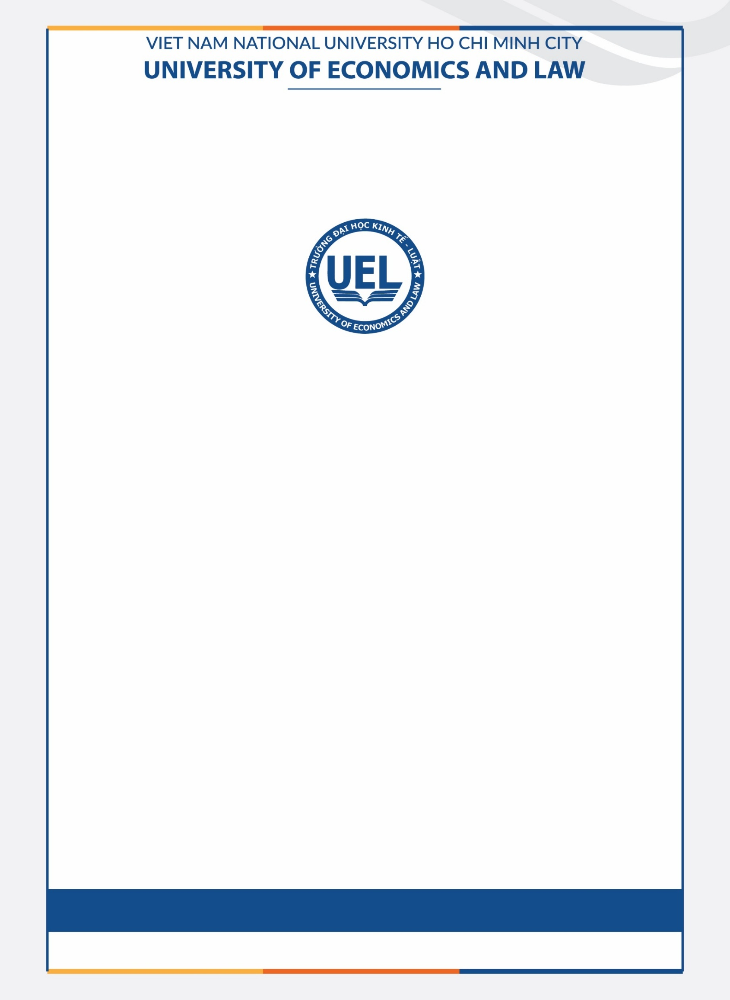 VIET NAM NATIONAL UNIVERSITY HO CHI MINH CITY
UNIVERSITY OF ECONOMICS AND LAW
TRƯỜNG ĐẠI HỌC KINH TẾ - LUẬT
UEL
UNIVERSITY OF ECONOMICS AND LAW